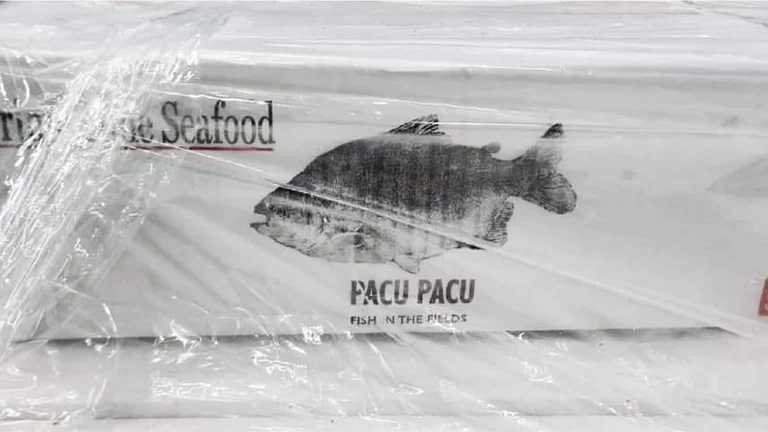 Seafood
PACU PACU
FISH IN THE FIELDS